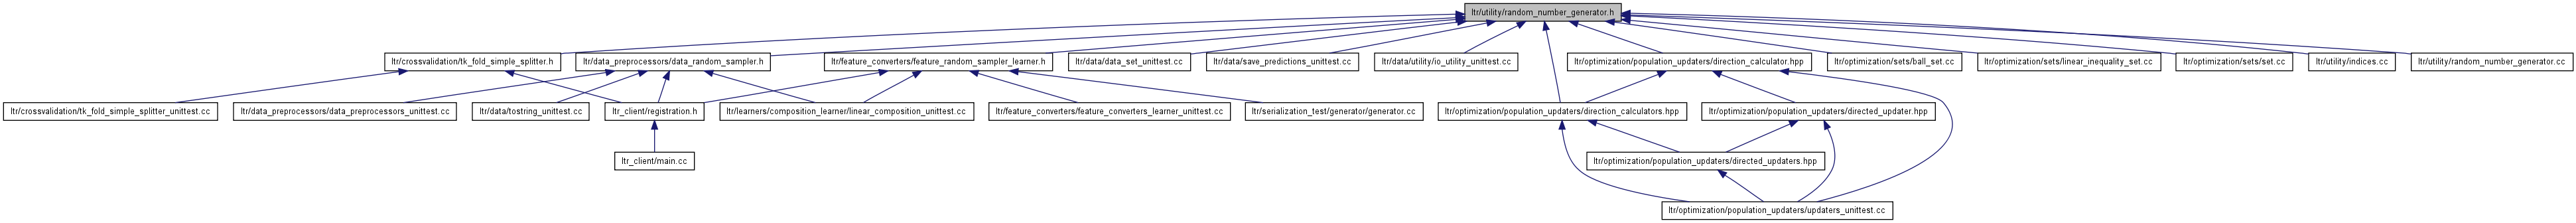 ltr/utility/random_number_generator.h
ltr/crossvalidation/tk_fold_simple_splitter.h
ltr/data_preprocessors/data_random_sampler.h
ltr/feature_converters/feature_random_sampler_learner.h
ltr/data/data_set_unittest.cc
ltr/data/save_predictions_unittest.cc
ltr/data/utility/io_utility_unittest.cc
ltr/optimization/population_updaters/direction_calculator.hpp
ltr/optimization/sets/ball_set.cc
ltr/optimization/sets/linear_inequality_set.cc
ltr/optimization/sets/set.cc
ltr/utility/indices.cc
ltr/utility/random_number_generator.cc
ltr/crossvalidation/tk_fold_simple_splitter_unittest.cc
ltr/data_preprocessors/data_preprocessors_unittest.cc
ltr/data/tostring_unittest.cc
ltr_client/registration.h
ltr/learners/composition_learner/linear_composition_unittest.cc
ltr/feature_converters/feature_converters_learner_unittest.cc
ltr/serialization_test/generator/generator.cc
ltr/optimization/population_updaters/direction_calculators.hpp
ltr/optimization/population_updaters/directed_updater.hpp
ltr_client/main.cc
ltr/optimization/population_updaters/directed_updaters.hpp
ltr/optimization/population_updaters/updaters_unittest.cc